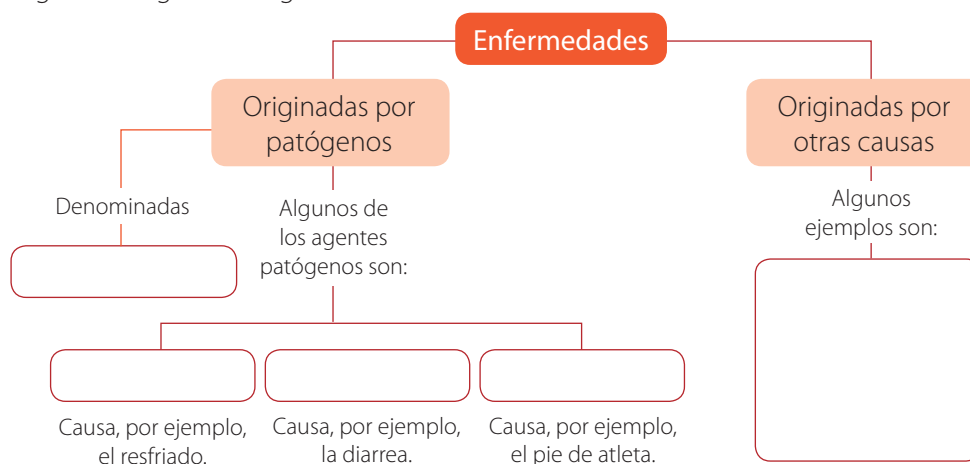 Enfermedades
Originadas por
patógenos
Originadas por
otras causas
Denominadas
Algunos de
los agentes
patógenos son:
Algunos
ejemplos son:
Causa, por ejemplo,
el resfriado.
Causa, por ejemplo,
la diarrea.
Causa, por ejemplo,
el pie de atleta.